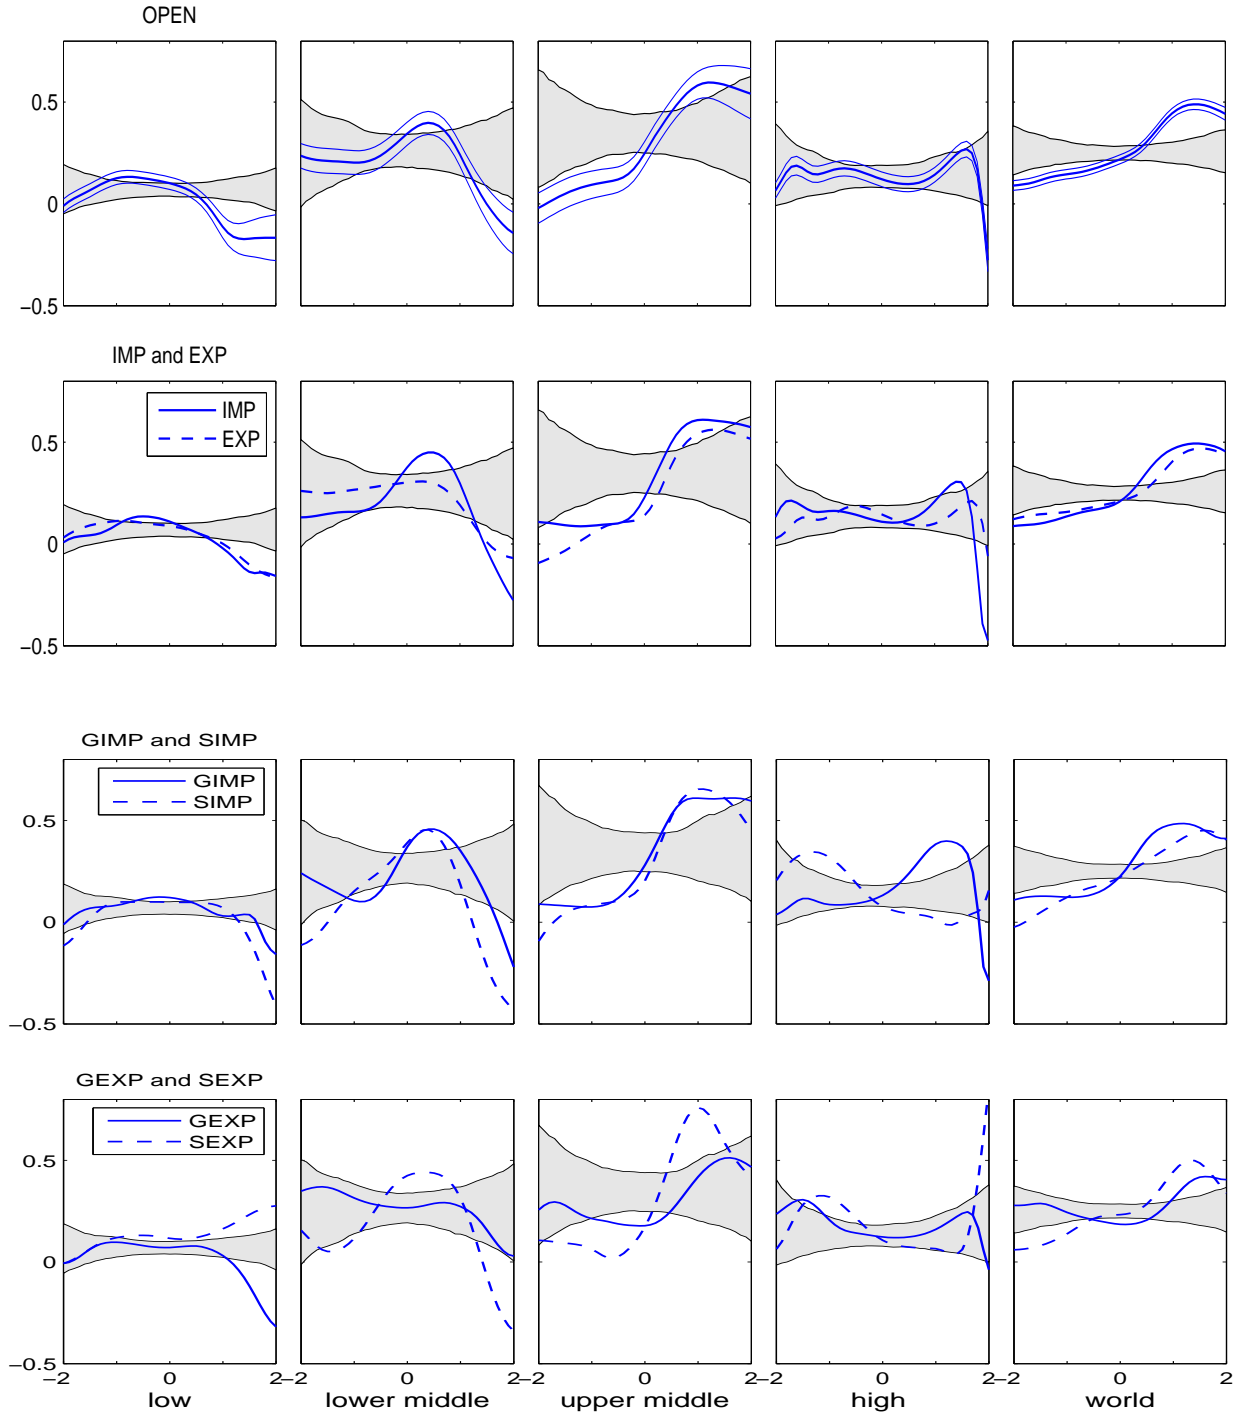 OPEN
0.5
0
−0.5
IMP and EXP
IMP
EXP
0.5
0
−0.5
GIMP and SIMP
GIMP
SIMP
0.5
0
−0.5
GEXP and SEXP
GEXP
SEXP
0.5
0
−0.5
−2 0 2 −2 0 2 −2 0 2 −2 0 2 −2 0 2
low lower middle upper middle high world